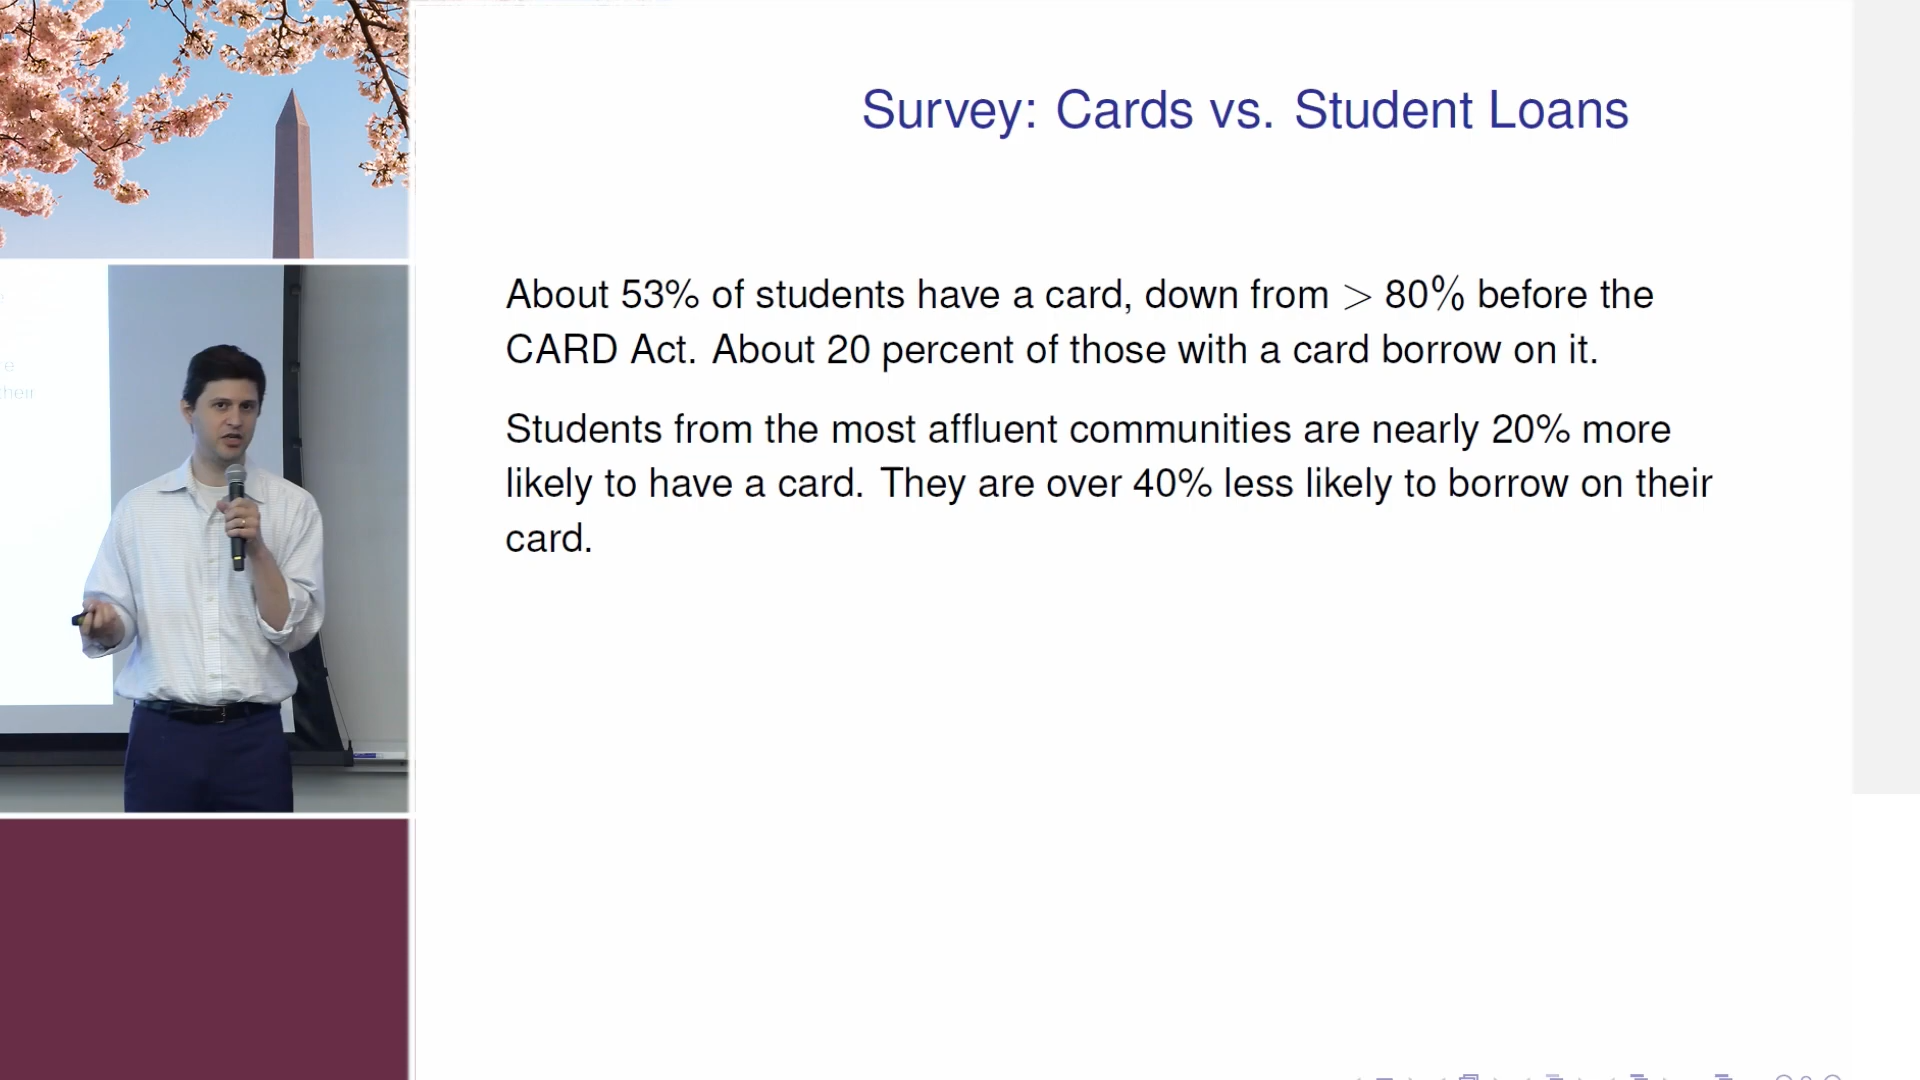 Survey: Cards vs. Student Loans
About 53% of students have a card, down from > 80% before the
CARD Act. About 20 percent of those with a card borrow on it.
Students from the most affluent communities are nearly 20% more
likely to have a card. They are over 40% less likely to borrow on their
card.
their